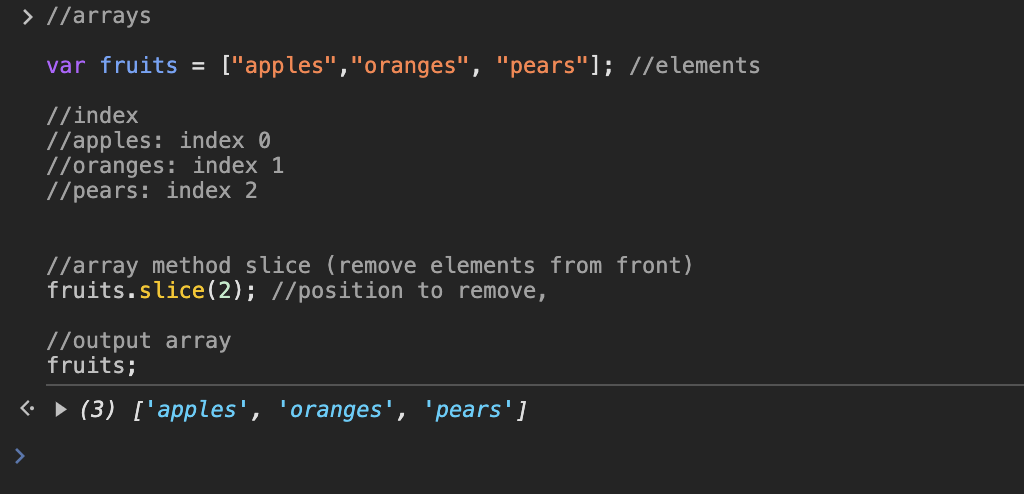 //arrays
var fruits = ["apples","oranges", "pears"]; //elements
//index
//apples: index 0
//oranges: index 1
//pears: index 2
//array method slice (remove elements from front)
fruits.slice(2); //position to remove,
//output array
fruits;
(3) ['apples', 'oranges', 'pears']